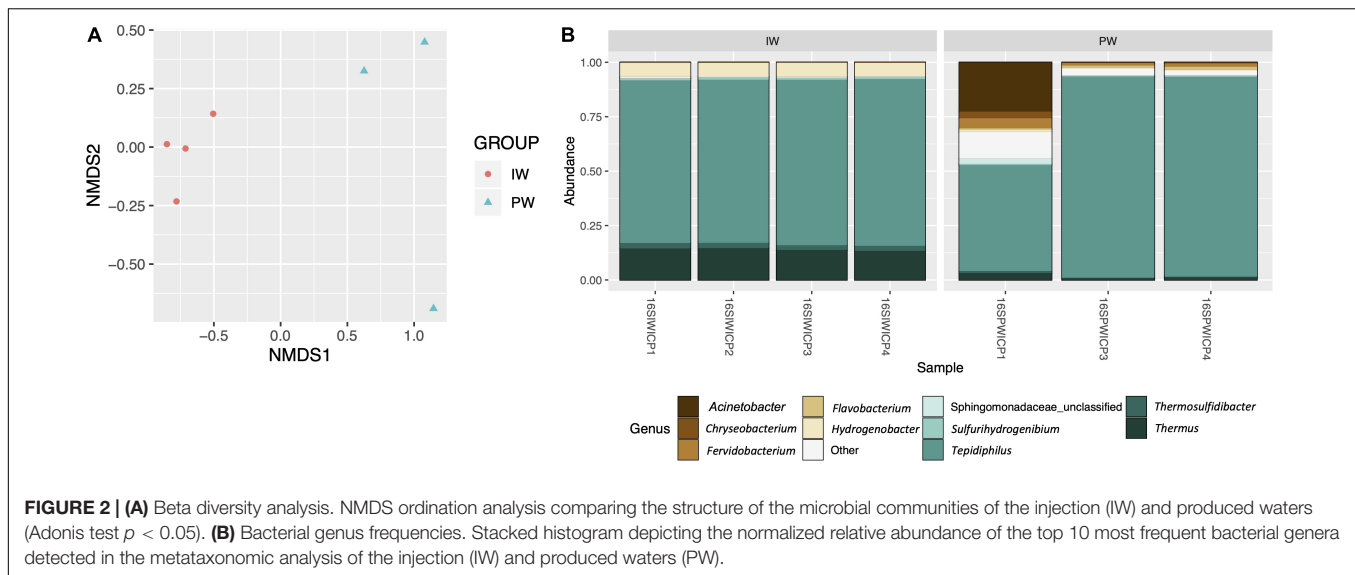 A
0.50
0.25
0.00
−0.25
−0.50
NMDS2
−0.5
0.0
0.5
1.0
NMDS1
GROUP
IW
PW
B
IW
PW
1.00
0.75
0.50
0.25
0.00
Abundance
16SIWICP1
16SIWICP2
16SIWICP3
16SIWICP4
16SPWICP1
16SPWICP3
16SPWICP4
Sample
Genus
Acinetobacter
Chryseobacterium
Fervidobacterium
Flavobacterium
Hydrogenobacter
Other
Sphingomonadaceae_unclassified
Sulfurihydrogenibium
Tepidiphilus
Thermosulfidibacter
Thermus
FIGURE 2 | (A) Beta diversity analysis. NMDS ordination analysis comparing the structure of the microbial communities of the injection (IW) and produced waters
(Adonis test p < 0.05). (B) Bacterial genus frequencies. Stacked histogram depicting the normalized relative abundance of the top 10 most frequent bacterial genera
detected in the metataxonomic analysis of the injection (IW) and produced waters (PW).